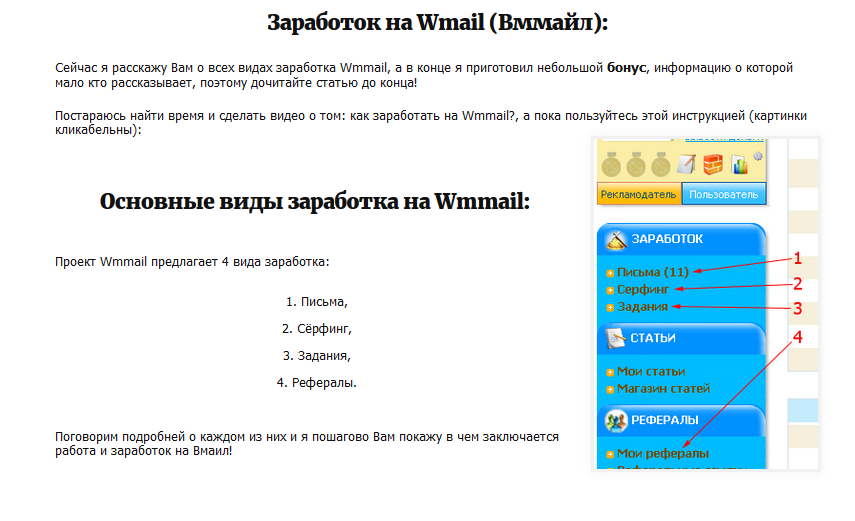 Заработок на Wmail (Вммайл):
Сейчас я расскажу Вам о всех видах заработка Wmmail, а в конце я приготовил небольшой бонус, информацию о которой
мало кто рассказывает, поэтому дочитайте статью до конца!
Постараюсь найти время и сделать видео о том: как заработать на Wmmail?, а пока пользуйтесь этой инструкцией (картинки
кликабельны):
Основные виды заработка на Wmmail:
Проект Wmmail предлагает 4 вида заработка:
1. Письма,
2. Сёрфинг,
3. Задания,
4. Рефералы.
Поговорим подробней о каждом из них и я пошагово Вам покажу в чем заключается
работа и заработок на Вмаил!
Рекламодатель Пользователь
ЗАРАБОТОК
Письма (11) 1
Серфинг 2
Задания 3
4
СТАТЬИ
Мои статьи
Магазин статей
РЕФЕРАЛЫ
Мои рефералы